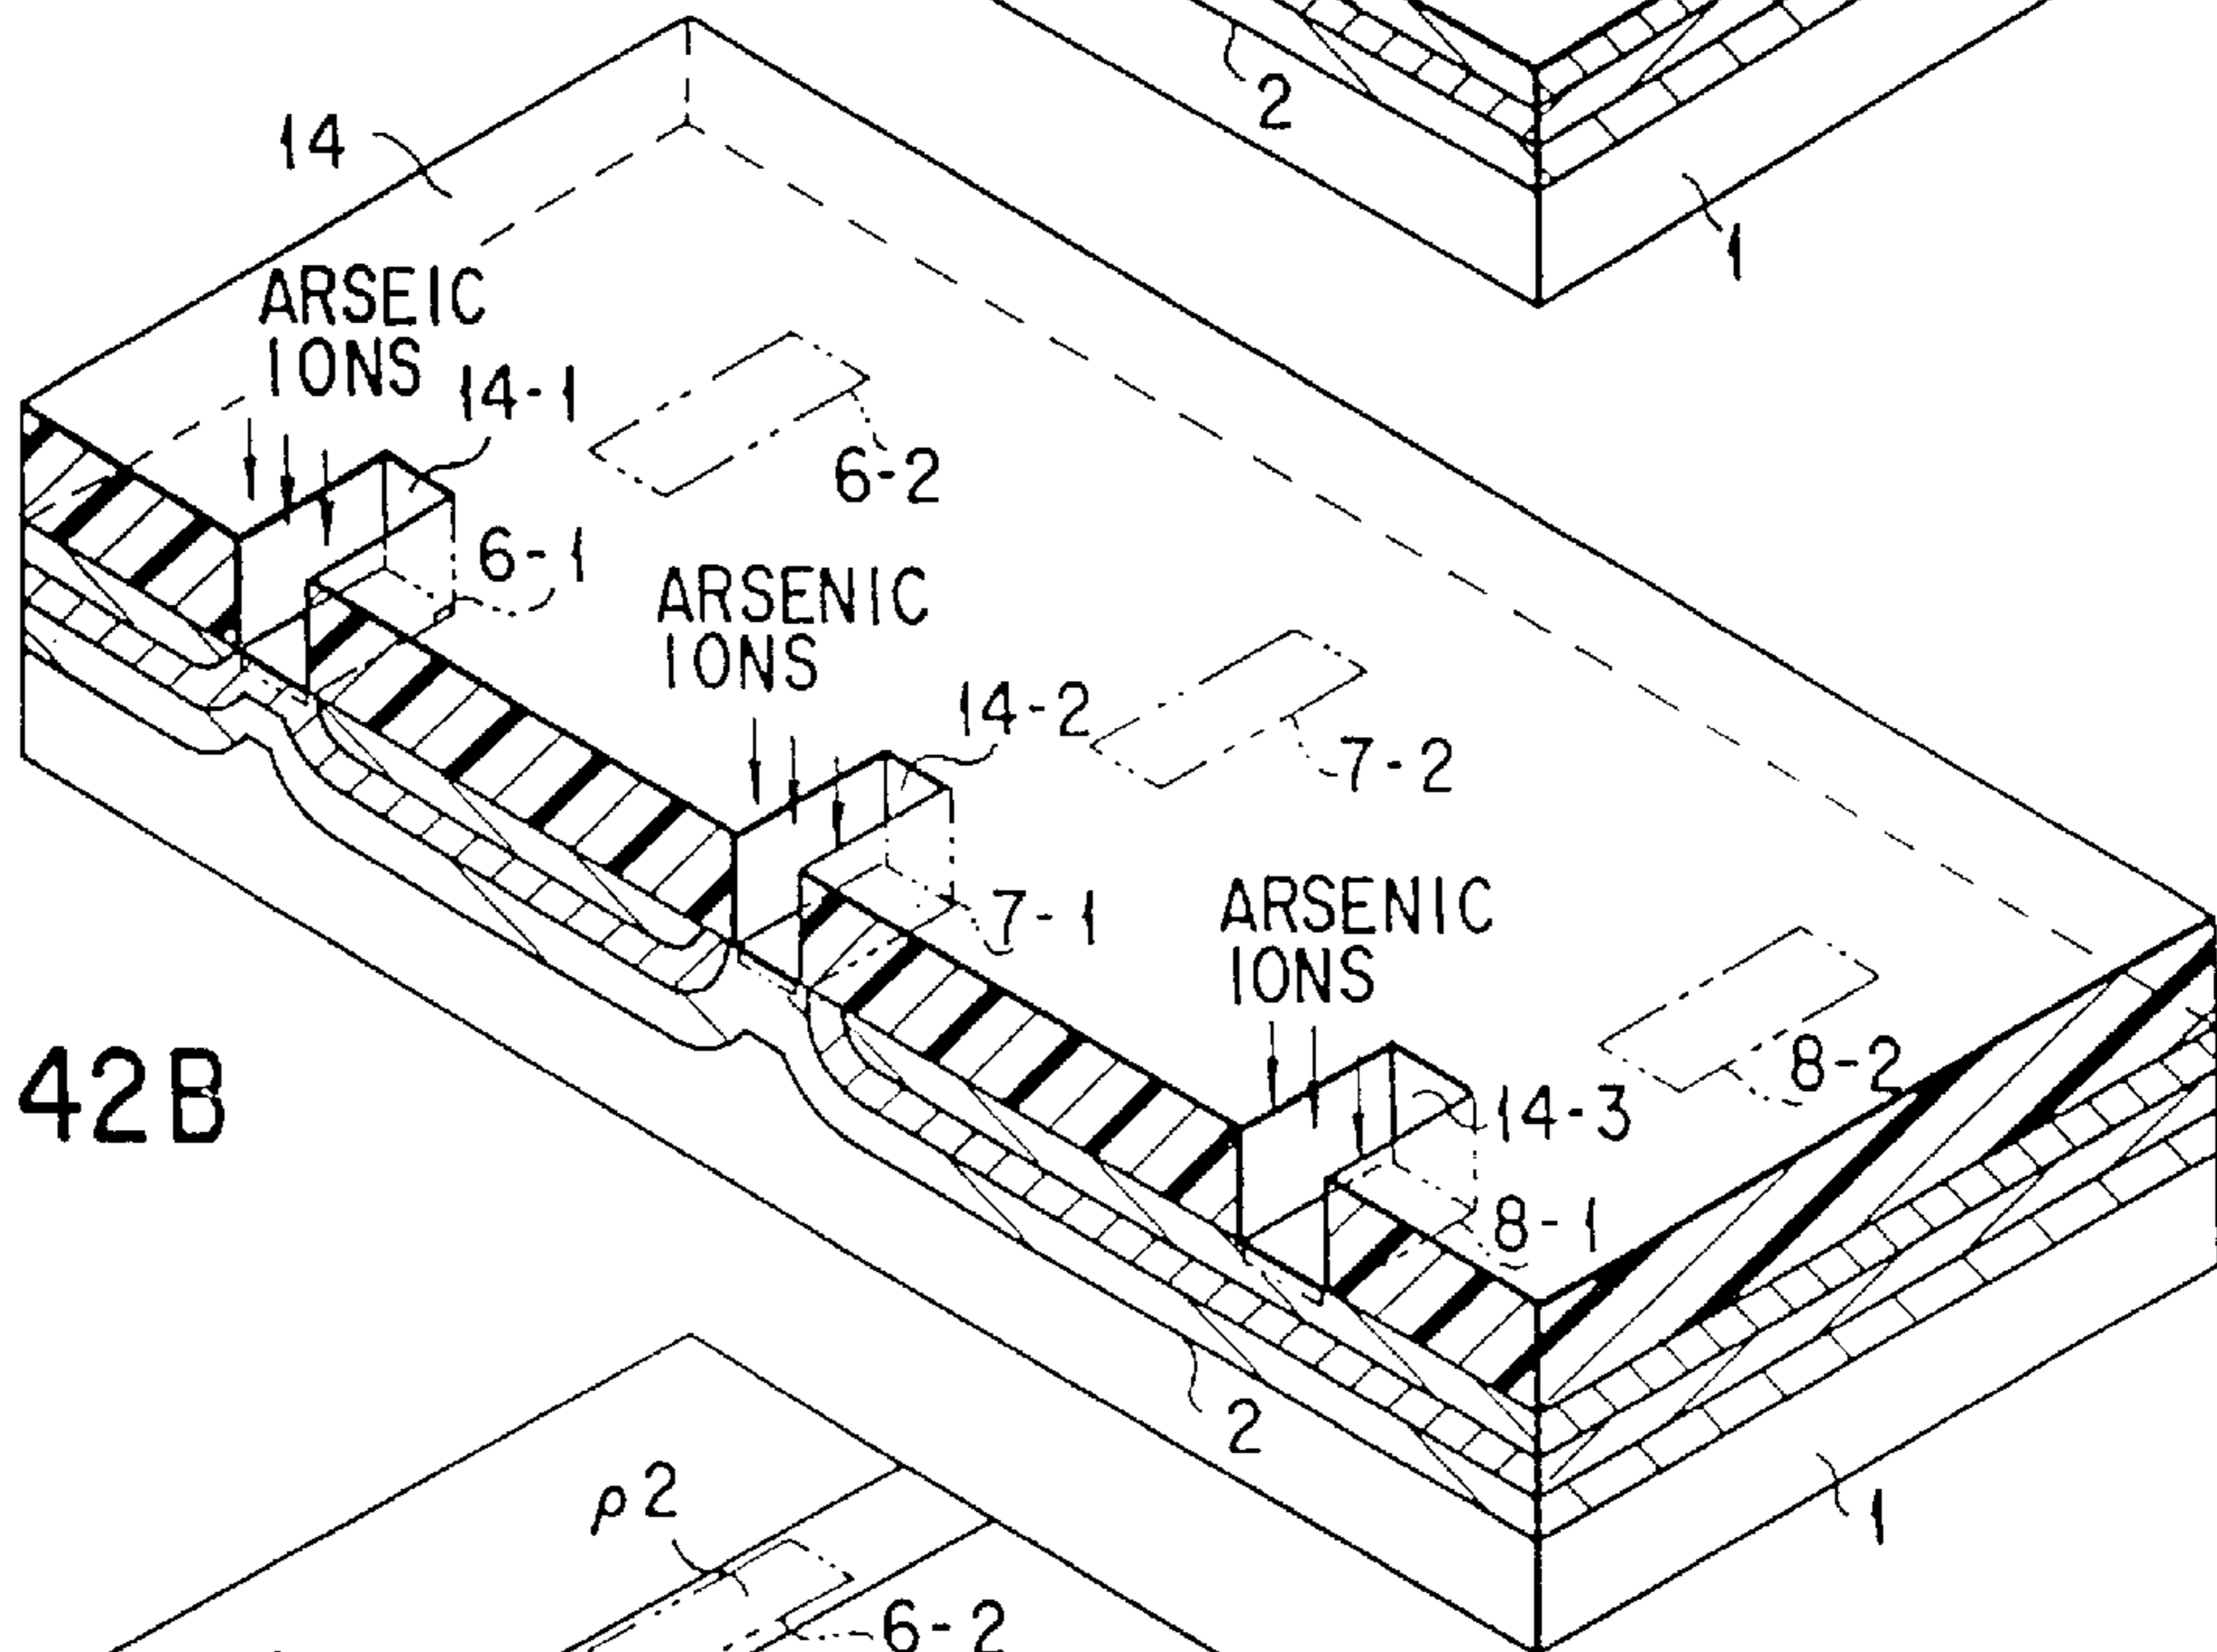 2
1
14
ARSEIC
IONS
14-1
6-2
6-1
ARSENIC
IONS
14-2
7-2
7-1
ARSENIC
IONS
8-2
14-3
8-1
42B
2
1
ρ2
6-2